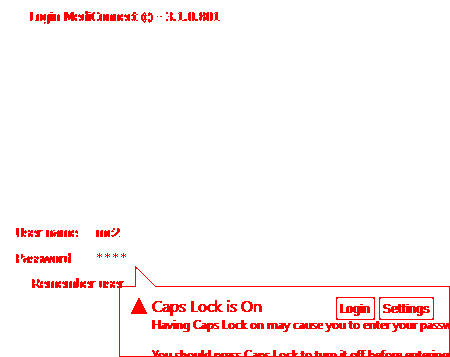 Login MediConnect © - 3.1.0.801
User name
Password ****
Remember user
Caps Lock is On
Login Settings
Having Caps Lock on may cause you to enter your passw
You should press Caps Lock to turn it off before entering